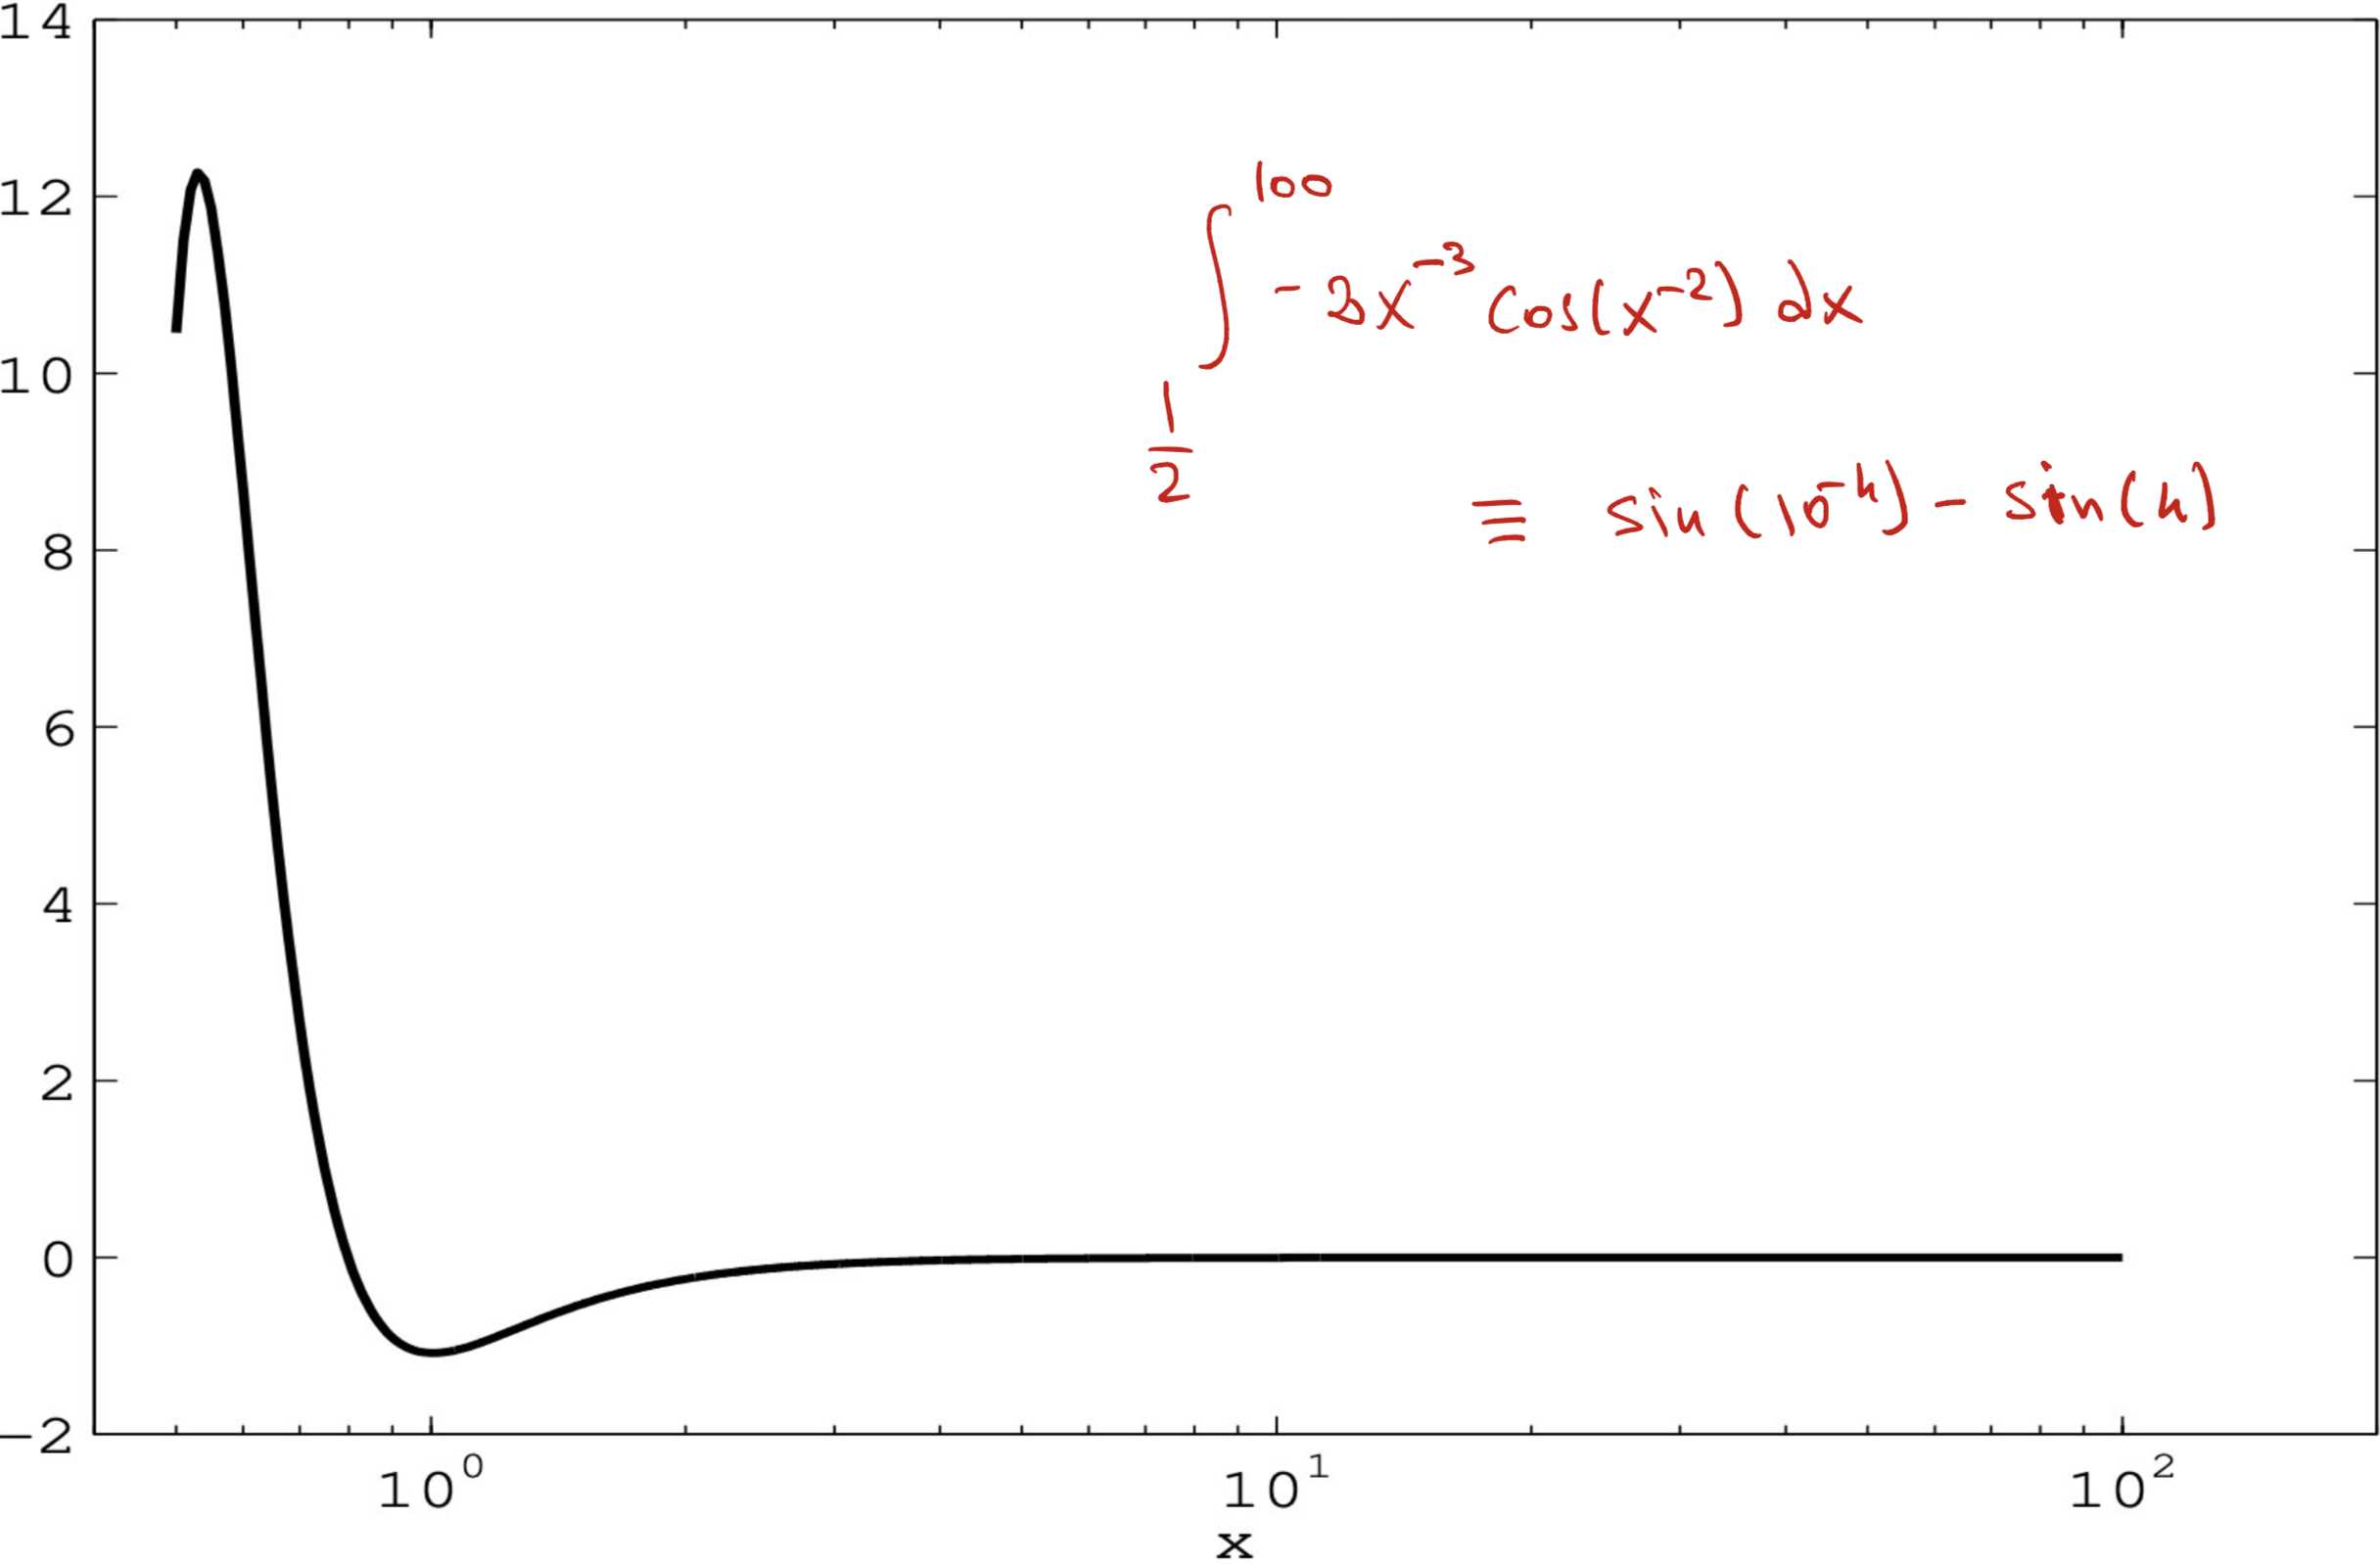 14
12
10
8
6
4
2
0
−2
10⁰ 10¹ 10²
x
∫_{1/2}^{100} -2x⁻³ cos(x⁻²) dx
≡ sin(10⁻⁴) - sin(4)